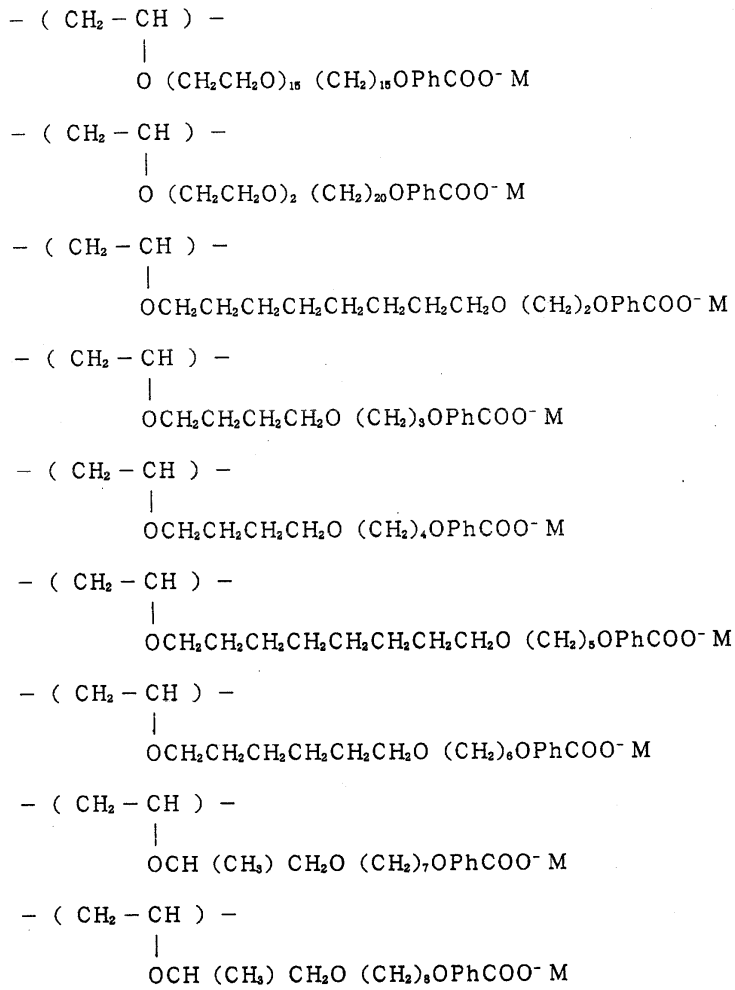 − ( CH₂ − CH ) −
|
O (CH₂CH₂O)₁₅ (CH₂)₁₅OPhCOO⁻ M
− ( CH₂ − CH ) −
|
O (CH₂CH₂O)₂ (CH₂)₂₀OPhCOO⁻ M
− ( CH₂ − CH ) −
|
OCH₂CH₂CH₂CH₂CH₂CH₂CH₂CH₂O (CH₂)₂OPhCOO⁻ M
− ( CH₂ − CH ) −
|
OCH₂CH₂CH₂CH₂O (CH₂)₃OPhCOO⁻ M
− ( CH₂ − CH ) −
|
OCH₂CH₂CH₂CH₂O (CH₂)₄OPhCOO⁻ M
− ( CH₂ − CH ) −
|
OCH₂CH₂CH₂CH₂CH₂CH₂CH₂CH₂O (CH₂)₅OPhCOO⁻ M
− ( CH₂ − CH ) −
|
OCH₂CH₂CH₂CH₂CH₂CH₂O (CH₂)₆OPhCOO⁻ M
− ( CH₂ − CH ) −
|
OCH (CH₃) CH₂O (CH₂)₇OPhCOO⁻ M
− ( CH₂ − CH ) −
|
OCH (CH₃) CH₂O (CH₂)₈OPhCOO⁻ M